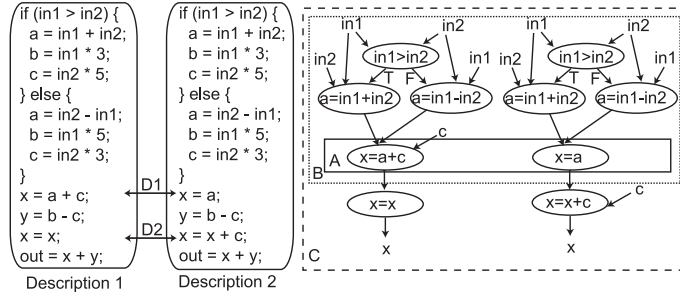 if (in1 > in2) {
a = in1 + in2;
b = in1 * 3;
c = in2 * 5;
} else {
a = in2 - in1;
b = in1 * 5;
c = in2 * 3;
}
x = a + c;
y = b - c;
x = x;
out = x + y;
Description 1
D1
D2
if (in1 > in2) {
a = in1 + in2;
b = in1 * 3;
c = in2 * 5;
} else {
a = in2 - in1;
b = in1 * 5;
c = in2 * 3;
}
x = a;
y = b - c;
x = x + c;
out = x + y;
Description 2
in1 in2 in1 in2
in2 in1>in2 in1 in2 in1>in2 in1
T F T F
a=in1+in2 a=in1-in2 a=in1+in2 a=in1-in2
c
A x=a+c x=a
B
x=x x=x+c c
C x x